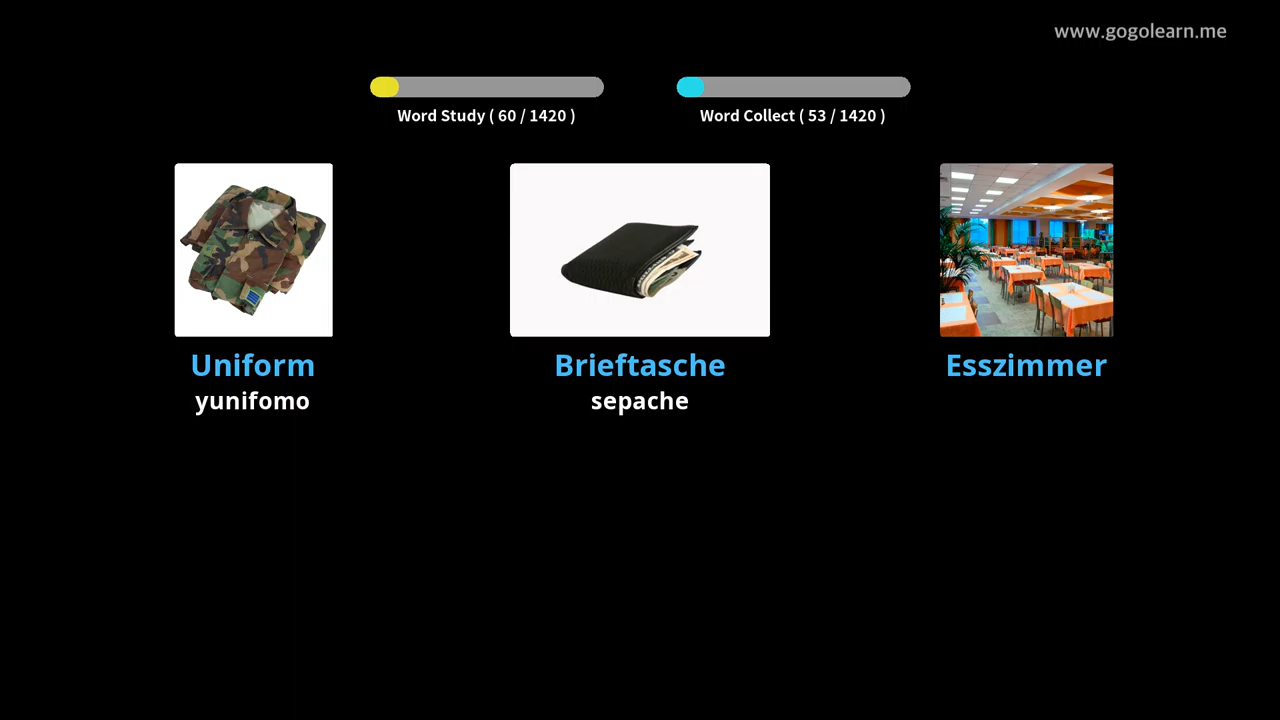 www.gogolearn.me
Word Study ( 60 / 1420 )
Word Collect ( 53 / 1420 )
Uniform
yunifomo
Brieftasche
sepache
Esszimmer